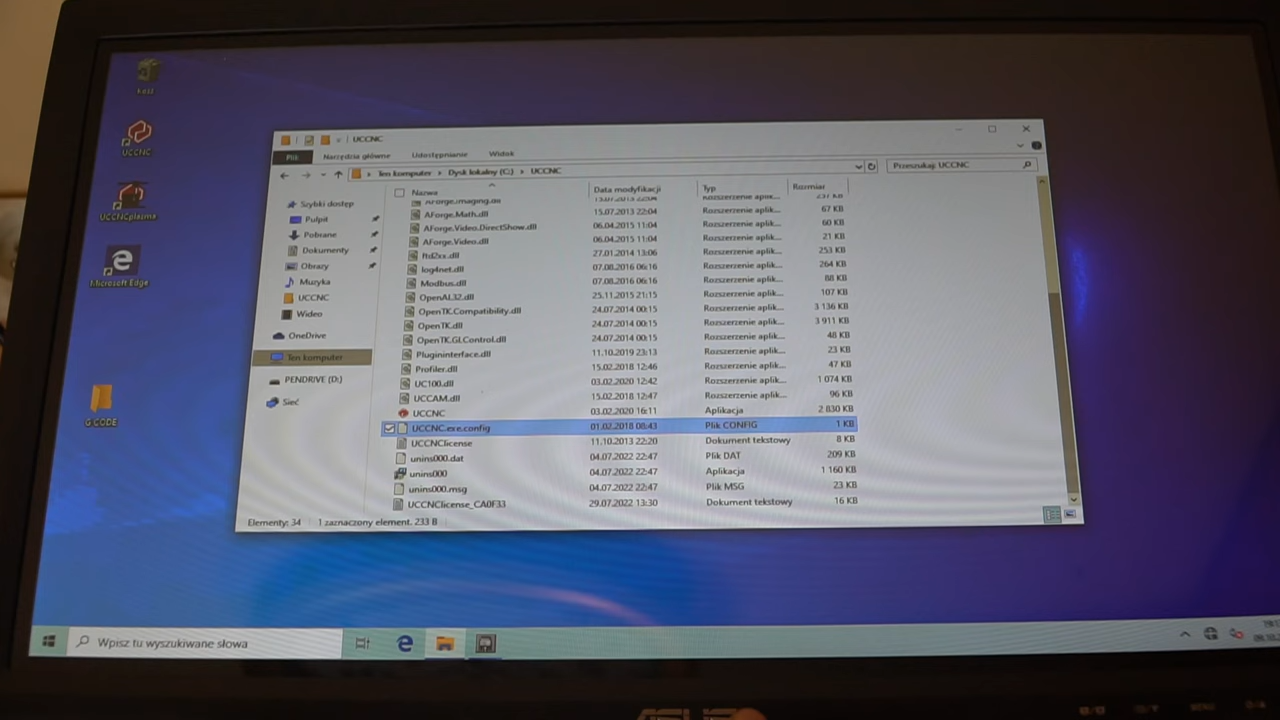 Kosz
UCCNC
UCCNCplasma
Microsoft Edge
G CODE
UCCNC
Plik Narzędzia główne Udostępnianie Widok
Ten komputer Dysk lokalny (C:) UCCNC
Przeszukaj: UCCNC
Szybki dostęp
Pulpit
Pobrane
Dokumenty
Obrazy
Muzyka
UCCNC
Wideo
OneDrive
Ten komputer
PENDRIVE (D:)
Sieć
Nazwa Data modyfikacji Typ Rozmiar
AForge.Imaging.dll Rozszerzenie aplik...
AForge.Math.dll 15.07.2013 22:04 Rozszerzenie aplik... 67 KB
AForge.Video.DirectShow.dll 06.04.2015 11:04 Rozszerzenie aplik... 60 KB
AForge.Video.dll 06.04.2015 11:04 Rozszerzenie aplik... 21 KB
ftd2xx.dll 27.01.2014 13:06 Rozszerzenie aplik... 253 KB
log4net.dll 07.08.2016 06:16 Rozszerzenie aplik... 264 KB
Modbus.dll 07.08.2016 06:16 Rozszerzenie aplik... 88 KB
OpenAL32.dll 25.11.2015 21:15 Rozszerzenie aplik... 107 KB
OpenTK.Compatibility.dll 24.07.2014 00:15 Rozszerzenie aplik... 3 136 KB
OpenTK.dll 24.07.2014 00:15 Rozszerzenie aplik... 3 911 KB
OpenTK.GLControl.dll 24.07.2014 00:15 Rozszerzenie aplik... 48 KB
Plugininterface.dll 11.10.2019 23:13 Rozszerzenie aplik... 23 KB
Profiler.dll 15.02.2018 12:46 Rozszerzenie aplik... 47 KB
UC100.dll 03.02.2020 12:42 Rozszerzenie aplik... 1 074 KB
UCCAM.dll 15.02.2018 12:47 Rozszerzenie aplik... 96 KB
UCCNC 03.02.2020 16:11 Aplikacja 2 830 KB
UCCNC.exe.config 01.02.2018 08:43 Plik CONFIG 1 KB
UCCNClicense 11.10.2013 22:20 Dokument tekstowy 8 KB
unins000.dat 04.07.2022 22:47 Plik DAT 209 KB
unins000 04.07.2022 22:47 Aplikacja 1 160 KB
unins000.msg 04.07.2022 22:47 Plik MSG 23 KB
UCCNClicense_CA0F33 29.07.2022 13:30 Dokument tekstowy 16 KB
Elementy: 34 1 zaznaczony element. 233 B
Wpisz tu wyszukiwane słowa
ASUS